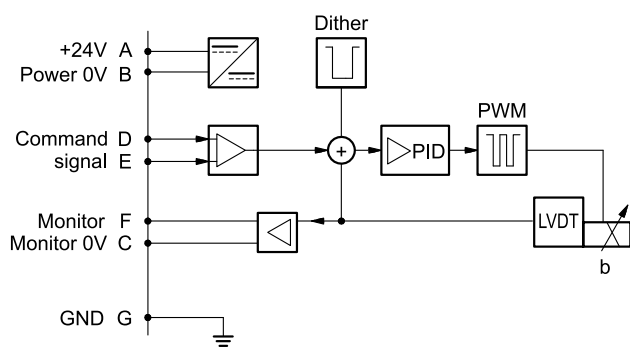 Dither
+24V A
Power 0V B
PWM
Command D
signal E
+
PID
Monitor F
Monitor 0V C
LVDT
b
GND G